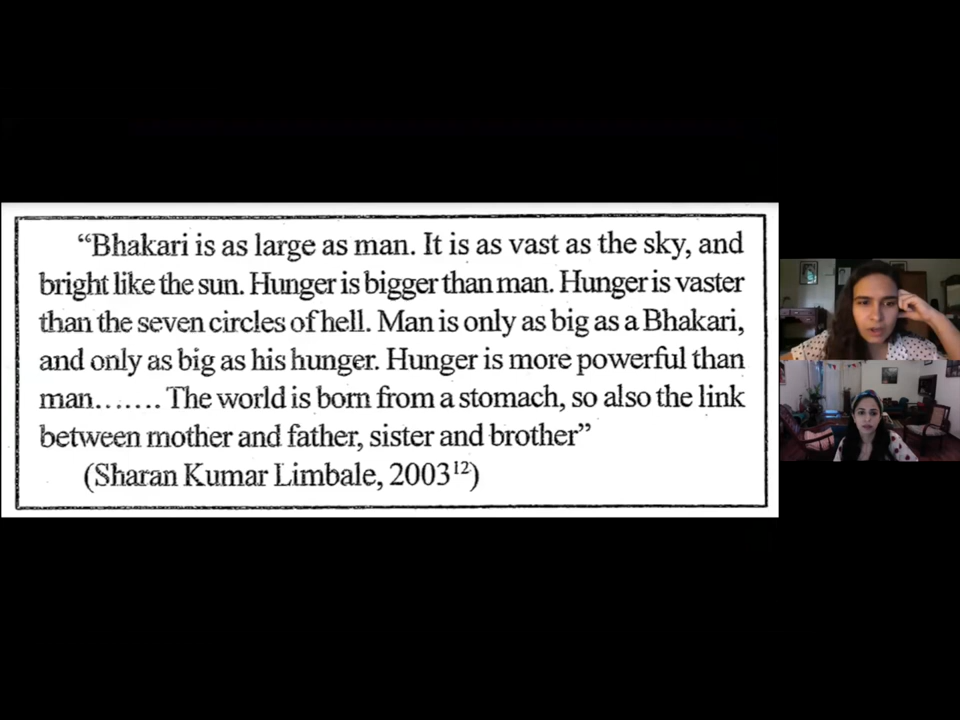 “Bhakari is as large as man. It is as vast as the sky, and
bright like the sun. Hunger is bigger than man. Hunger is vaster
than the seven circles of hell. Man is only as big as a Bhakari,
and only as big as his hunger. Hunger is more powerful than
man……. The world is born from a stomach, so also the link
between mother and father, sister and brother”
(Sharan Kumar Limbale, 2003¹²)